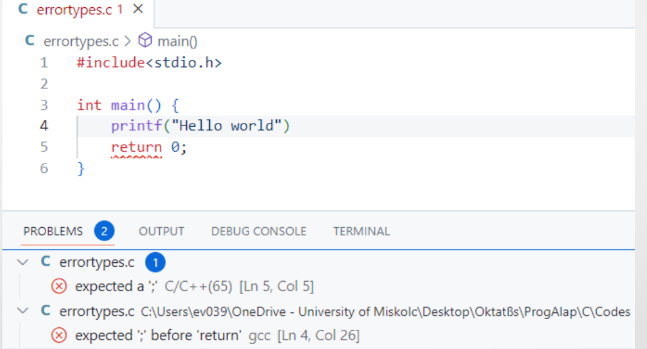 C errortypes.c 1 ×
C errortypes.c > main()
1 #include<stdio.h>
2
3 int main() {
4     printf("Hello world")
5     return 0;
6 }
PROBLEMS 2 OUTPUT DEBUG CONSOLE TERMINAL
C errortypes.c 1
expected a ';' C/C++(65) [Ln 5, Col 5]
C errortypes.c C:\Users\ev039\OneDrive - University of Miskolc\Desktop\Oktatßs\ProgAlap\C\Codes
expected ';' before 'return' gcc [Ln 4, Col 26]